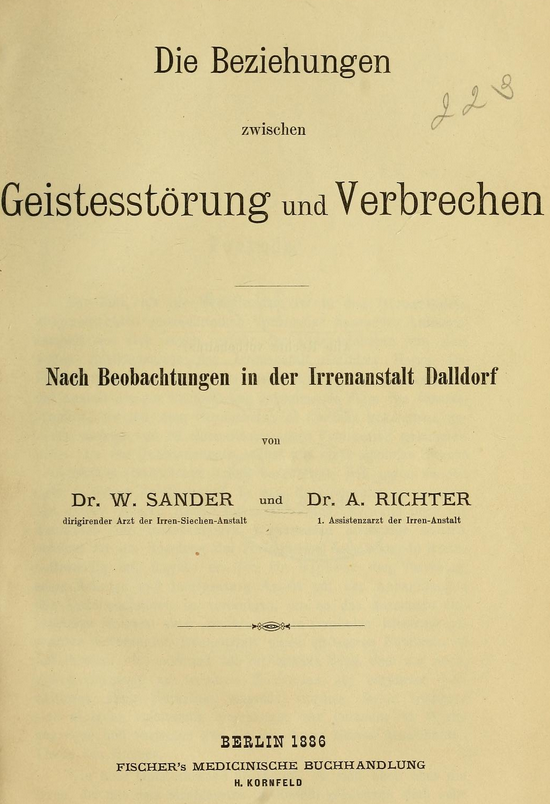 Die Beziehungen
223
zwischen
Geistesstörung und Verbrechen
Nach Beobachtungen in der Irrenanstalt Dalldorf
von
Dr. W. SANDER und Dr. A. RICHTER
dirigirender Arzt der Irren-Siechen-Anstalt 1. Assistenzarzt der Irren-Anstalt
BERLIN 1886
FISCHER's MEDICINISCHE BUCHHANDLUNG
H. KORNFELD